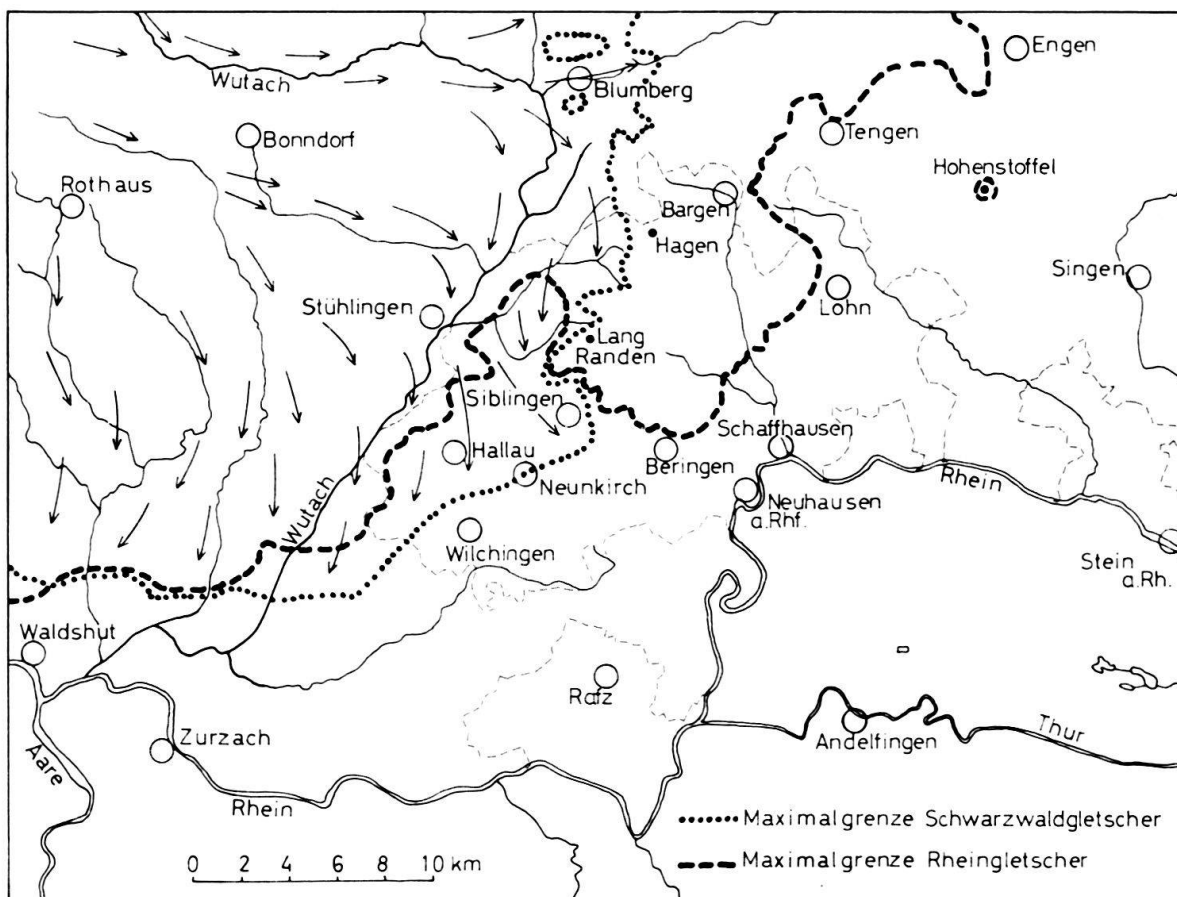 Engen
Wutach
Blumberg
Bonndorf
Tengen
Hohenstoffel
Rothaus
Bargen
Hagen
Singen
Lohn
Stühlingen
Lang
Randen
Siblingen
Schaffhausen
Hallau
Beringen
Neunkirch
Rhein
Neuhausen
a.Rhf.
Wutach
Wilchingen
Stein
a.Rh.
Waldshut
Rafz
Zurzach
Andelfingen
Thur
Aare
Rhein
Maximalgrenze Schwarzwaldgletscher
Maximalgrenze Rheingletscher
0 2 4 6 8 10 km